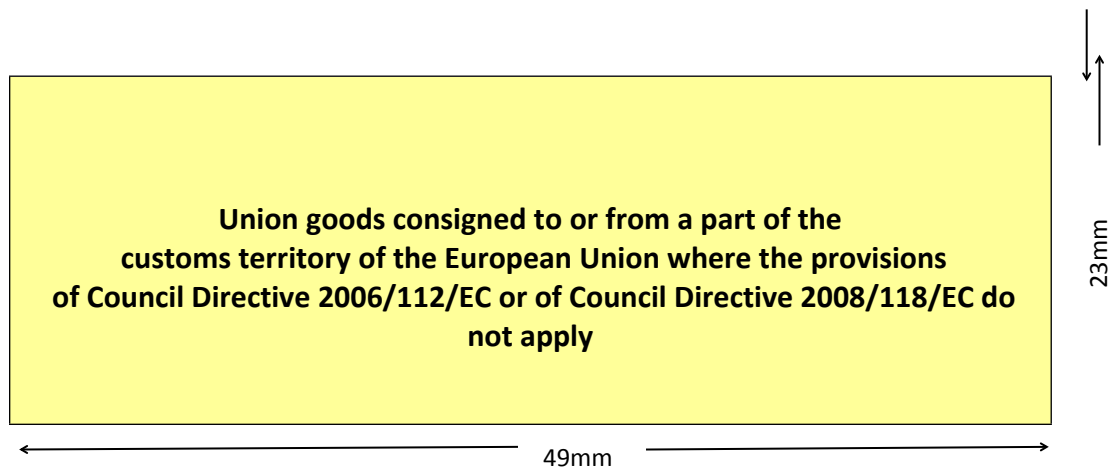 Union goods consigned to or from a part of the
customs territory of the European Union where the provisions
of Council Directive 2006/112/EC or of Council Directive 2008/118/EC do
not apply
23mm
49mm